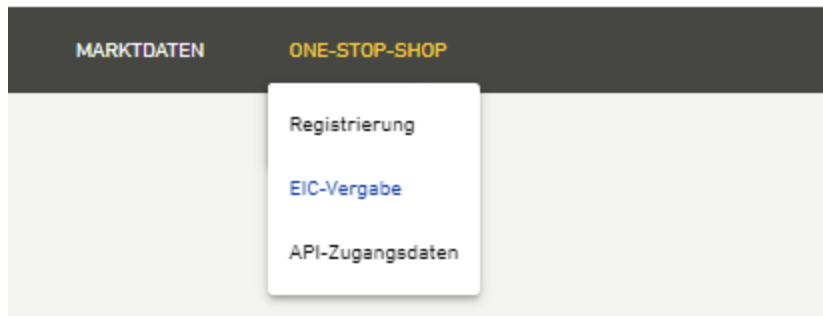 MARKTDATEN ONE-STOP-SHOP
Registrierung
EIC-Vergabe
API-Zugangsdaten